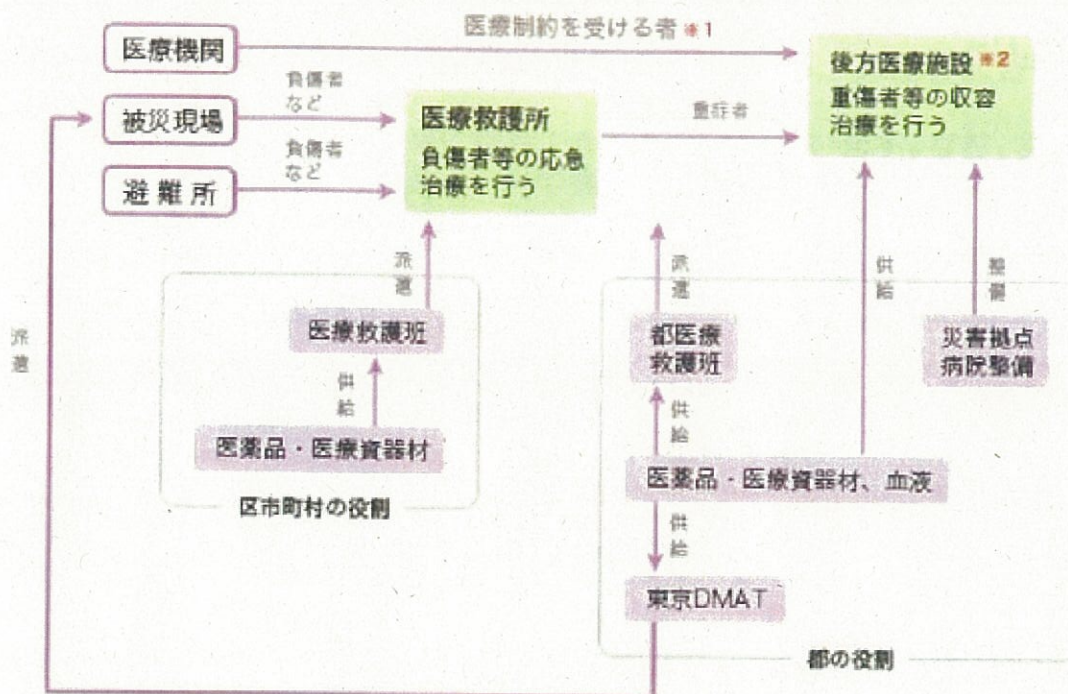 医療制約を受ける者 ※1
医療機関
後方医療施設 ※2
重傷者等の収容
治療を行う
負傷者
など
被災現場
医療救護所
負傷者等の応急
治療を行う
重症者
負傷者
など
避難所
派遣
派遣
派遣
供給
整備
医療救護班
都医療
救護班
災害拠点
病院整備
供給
供給
医薬品・医療資器材
医薬品・医療資器材、血液
区市町村の役割
供給
東京DMAT
都の役割